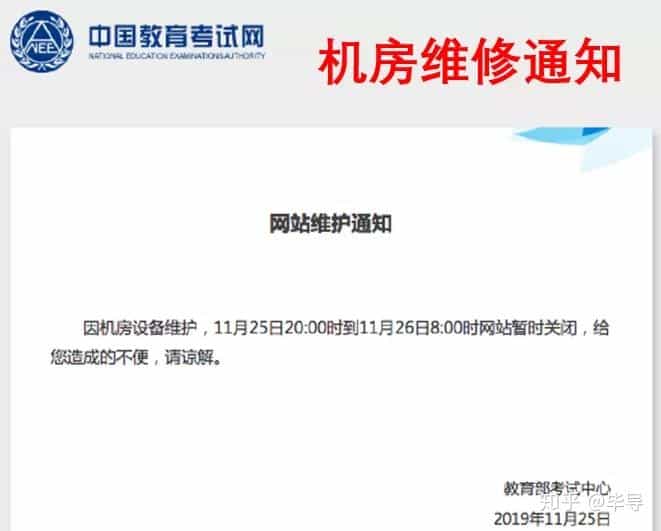 中国教育考试网
NATIONAL EDUCATION EXAMINATIONS AUTHORITY
NEEA
机房维修通知
网站维护通知
因机房设备维护，11月25日20:00时到11月26日8:00时网站暂时关闭，给
您造成的不便，请谅解。
教育部考试中心
知乎 @毕导
2019年11月25日